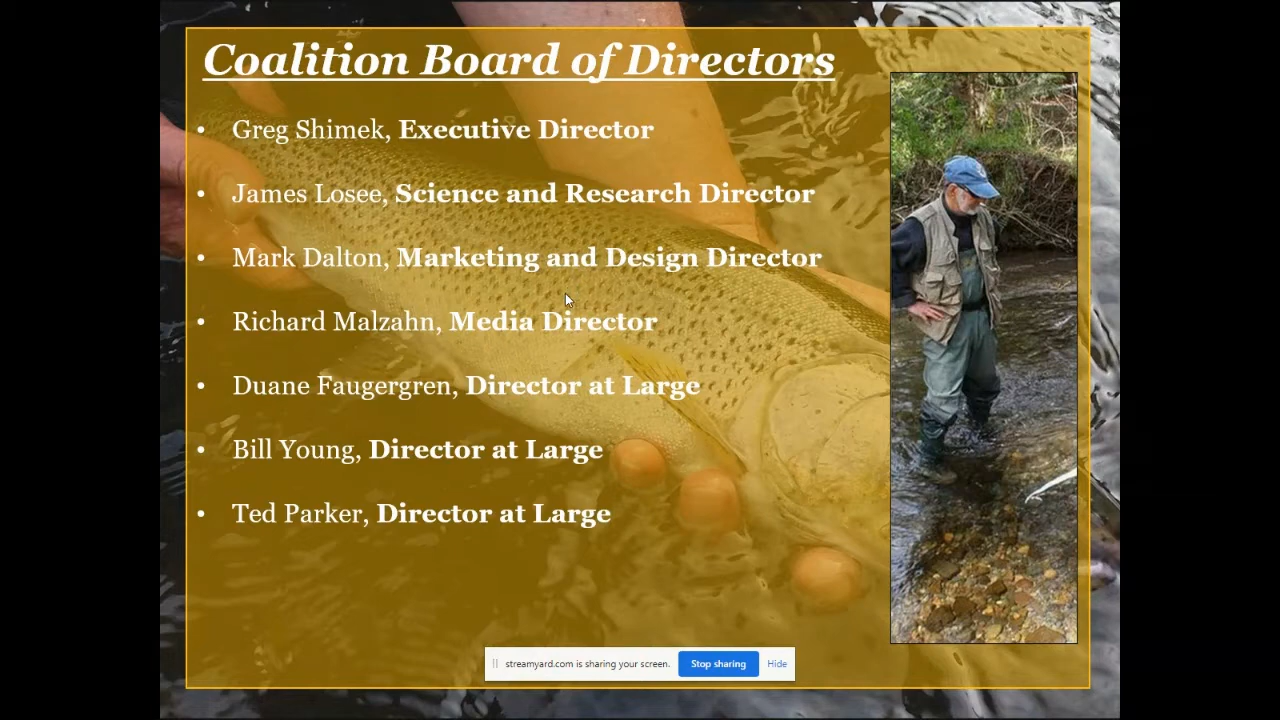 Coalition Board of Directors
• Greg Shimek, Executive Director
• James Losee, Science and Research Director
• Mark Dalton, Marketing and Design Director
• Richard Malzahn, Media Director
• Duane Faugergren, Director at Large
• Bill Young, Director at Large
• Ted Parker, Director at Large
streamyard.com is sharing your screen. Stop sharing Hide